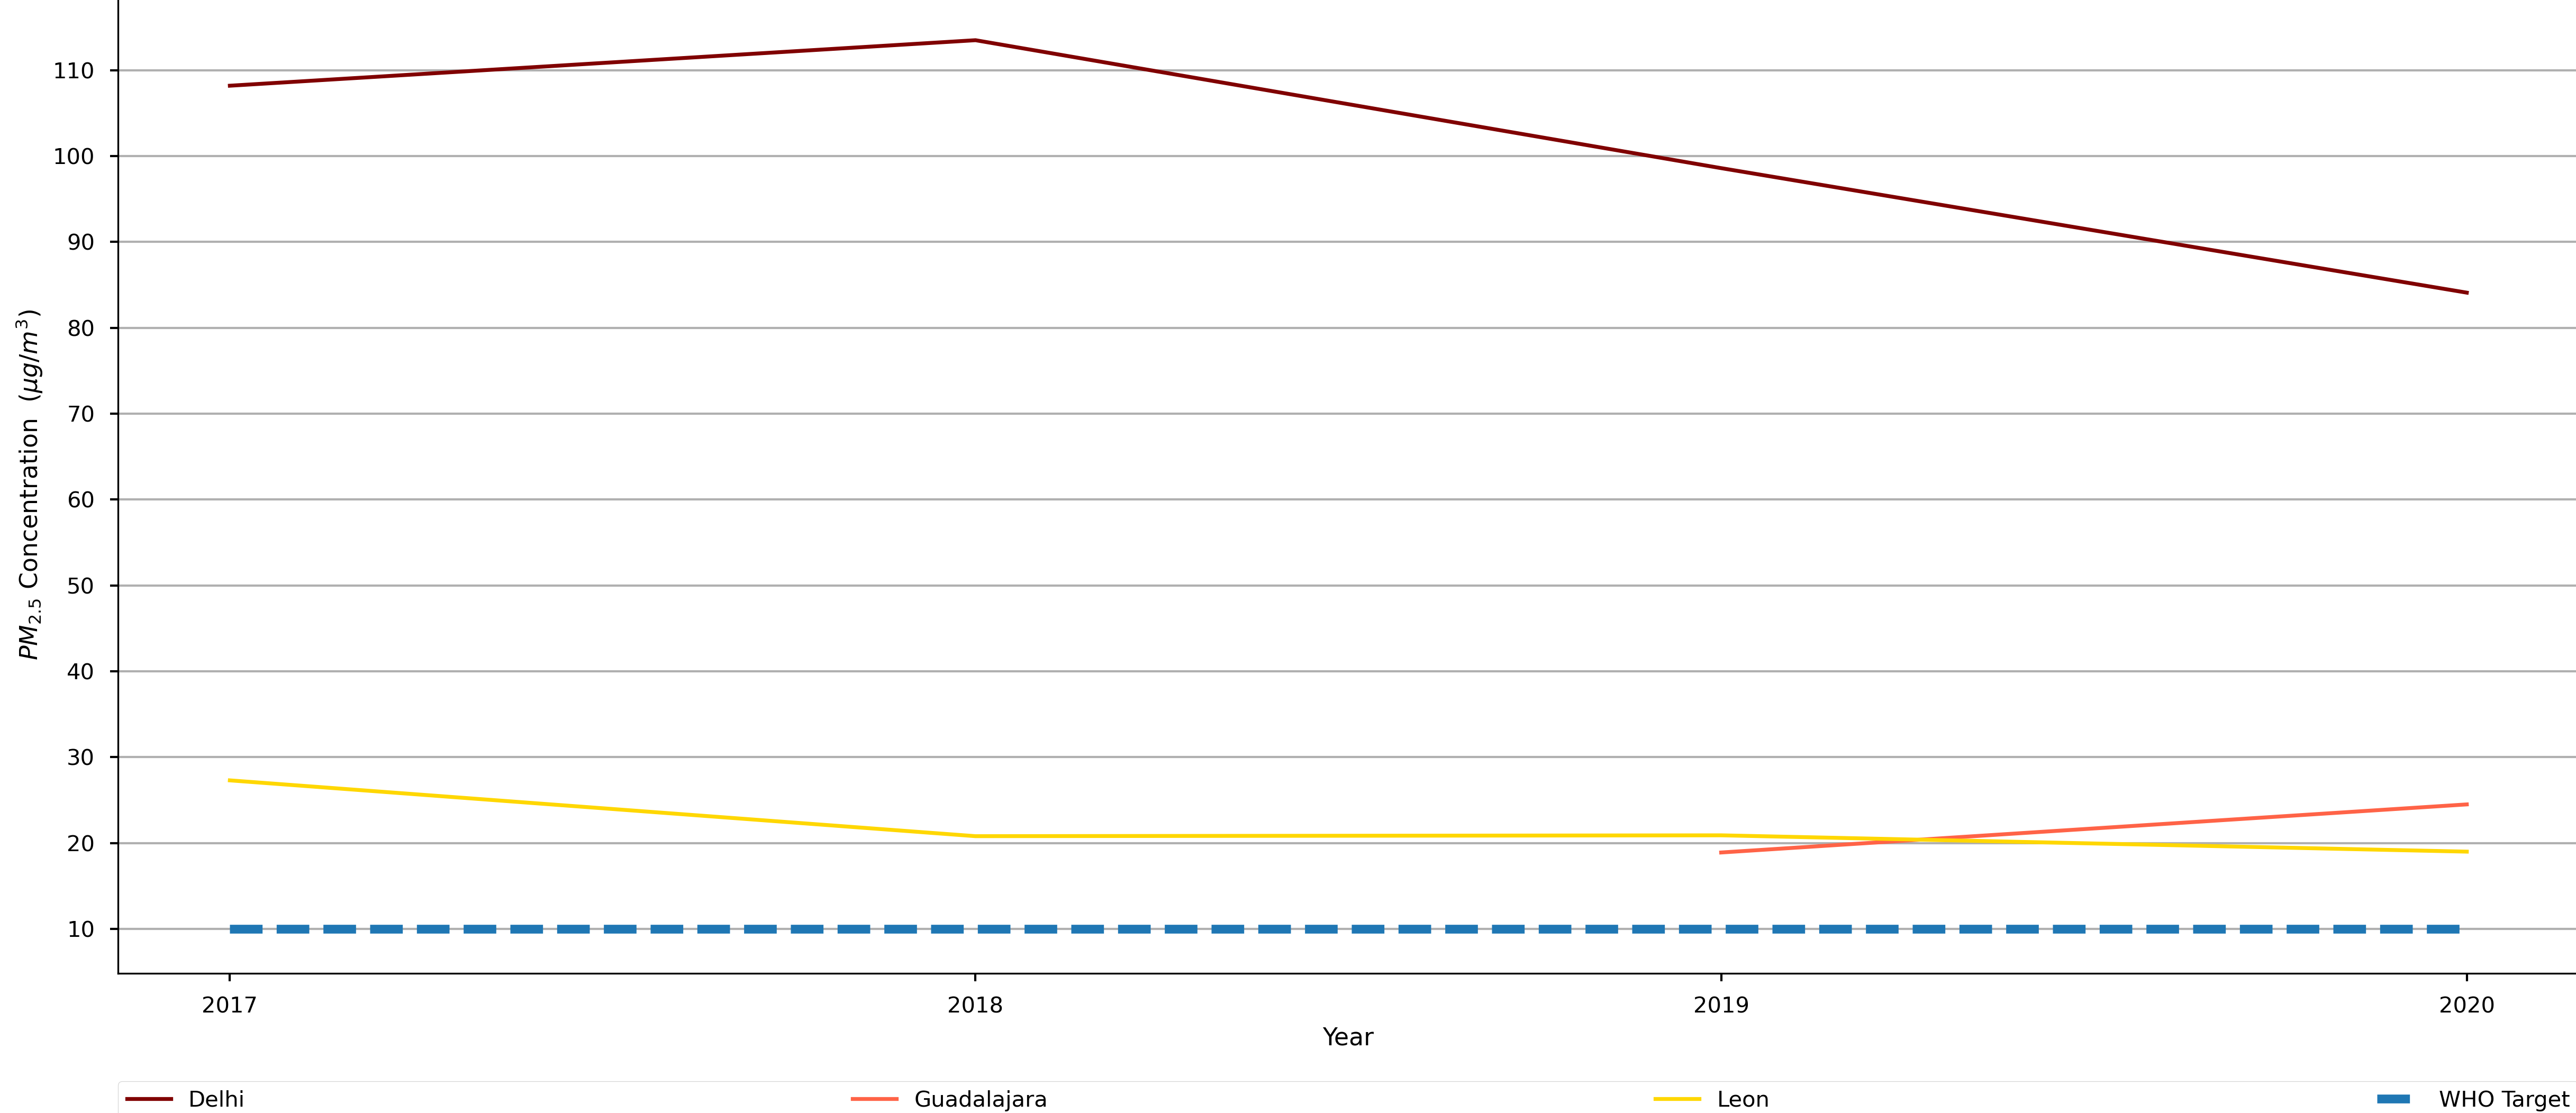 110
100
90
80
70
60
50
40
30
20
10
PM2.5 Concentration (μg/m³)
2017 2018 2019 2020
Year
Delhi Guadalajara Leon WHO Target